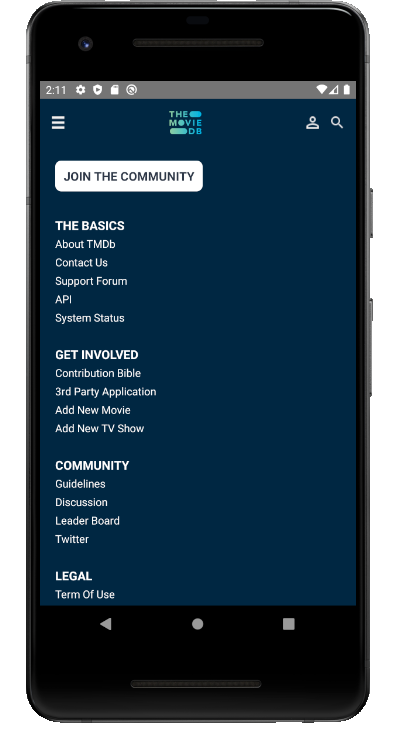 2:11
THE
MOVIE
DB
JOIN THE COMMUNITY
THE BASICS
About TMDb
Contact Us
Support Forum
API
System Status
GET INVOLVED
Contribution Bible
3rd Party Application
Add New Movie
Add New TV Show
COMMUNITY
Guidelines
Discussion
Leader Board
Twitter
LEGAL
Term Of Use